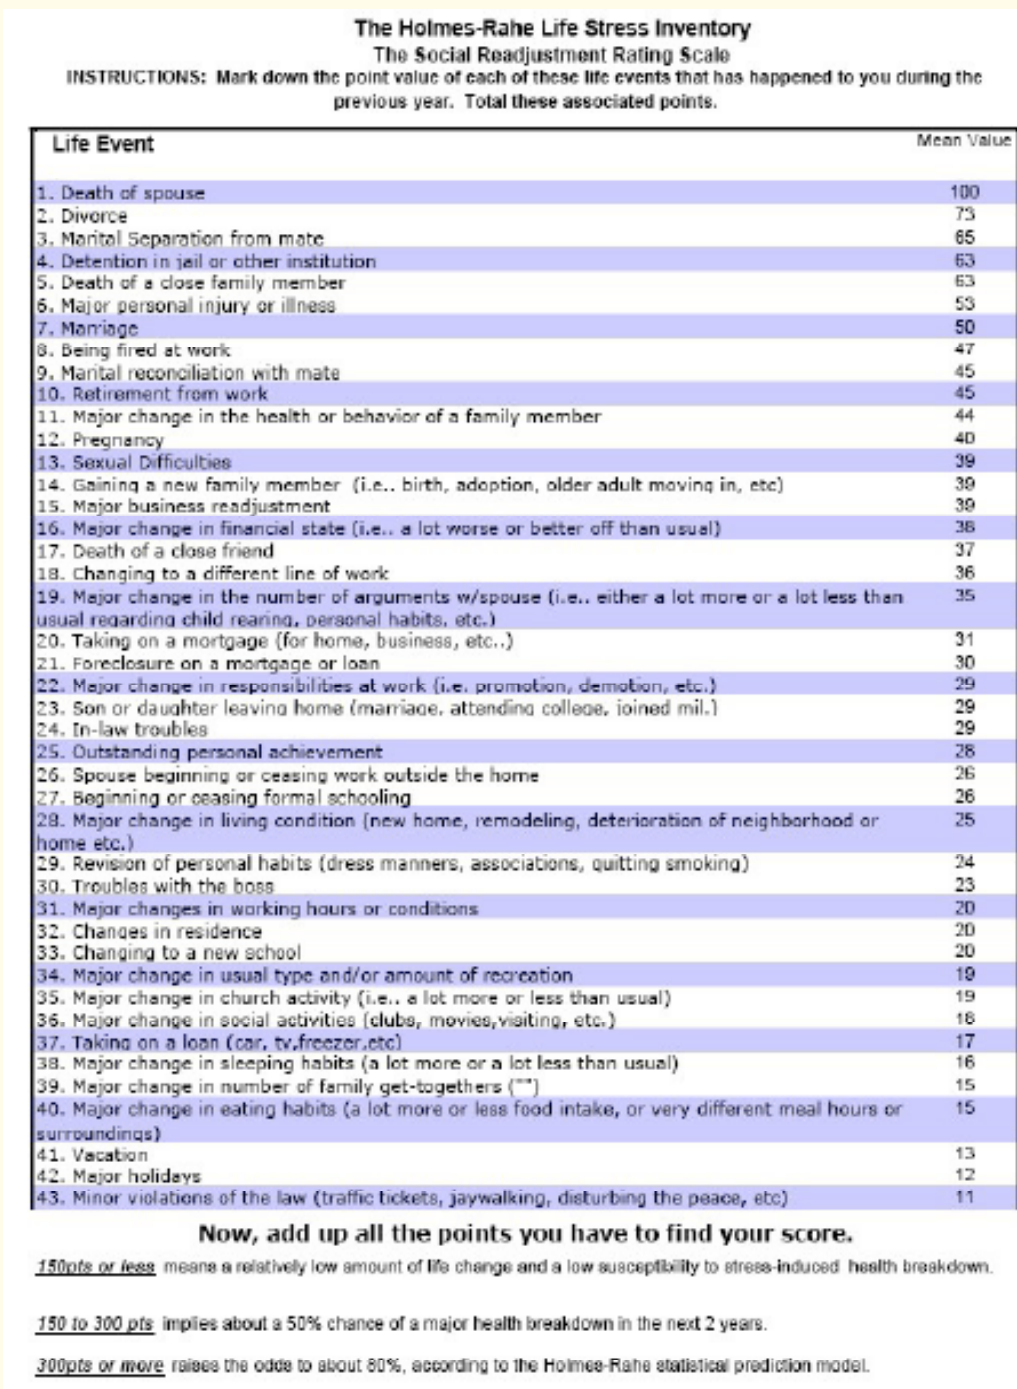 The Holmes-Rahe Life Stress Inventory
The Social Readjustment Rating Scale
INSTRUCTIONS: Mark down the point value of each of these life events that has happened to you during the
previous year. Total these associated points.
Life Event Mean Value
1. Death of spouse 100
2. Divorce 73
3. Marital Separation from mate 65
4. Detention in jail or other institution 63
5. Death of a close family member 63
6. Major personal injury or illness 53
7. Marriage 50
8. Being fired at work 47
9. Marital reconciliation with mate 45
10. Retirement from work 45
11. Major change in the health or behavior of a family member 44
12. Pregnancy 40
13. Sexual Difficulties 39
14. Gaining a new family member (i.e.. birth, adoption, older adult moving in, etc) 39
15. Major business readjustment 39
16. Major change in financial state (i.e.. a lot worse or better off than usual) 38
17. Death of a close friend 37
18. Changing to a different line of work 36
19. Major change in the number of arguments w/spouse (i.e.. either a lot more or a lot less than 35
usual regarding child rearing, personal habits, etc.)
20. Taking on a mortgage (for home, business, etc..) 31
21. Foreclosure on a mortgage or loan 30
22. Major change in responsibilities at work (i.e. promotion, demotion, etc.) 29
23. Son or daughter leaving home (marriage, attending college, joined mil.) 29
24. In-law troubles 29
25. Outstanding personal achievement 28
26. Spouse beginning or ceasing work outside the home 26
27. Beginning or ceasing formal schooling 26
28. Major change in living condition (new home, remodeling, deterioration of neighborhood or 25
home etc.)
29. Revision of personal habits (dress manners, associations, quitting smoking) 24
30. Troubles with the boss 23
31. Major changes in working hours or conditions 20
32. Changes in residence 20
33. Changing to a new school 20
34. Major change in usual type and/or amount of recreation 19
35. Major change in church activity (i.e.. a lot more or less than usual) 19
36. Major change in social activities (clubs, movies,visiting, etc.) 18
37. Taking on a loan (car, tv,freezer,etc) 17
38. Major change in sleeping habits (a lot more or a lot less than usual) 16
39. Major change in number of family get-togethers ("") 15
40. Major change in eating habits (a lot more or less food intake, or very different meal hours or 15
surroundings)
41. Vacation 13
42. Major holidays 12
43. Minor violations of the law (traffic tickets, jaywalking, disturbing the peace, etc) 11
Now, add up all the points you have to find your score.
150pts or less means a relatively low amount of life change and a low susceptibility to stress-induced health breakdown.
150 to 300 pts implies about a 50% chance of a major health breakdown in the next 2 years.
300pts or more raises the odds to about 80%, according to the Holmes-Rahe statistical prediction model.